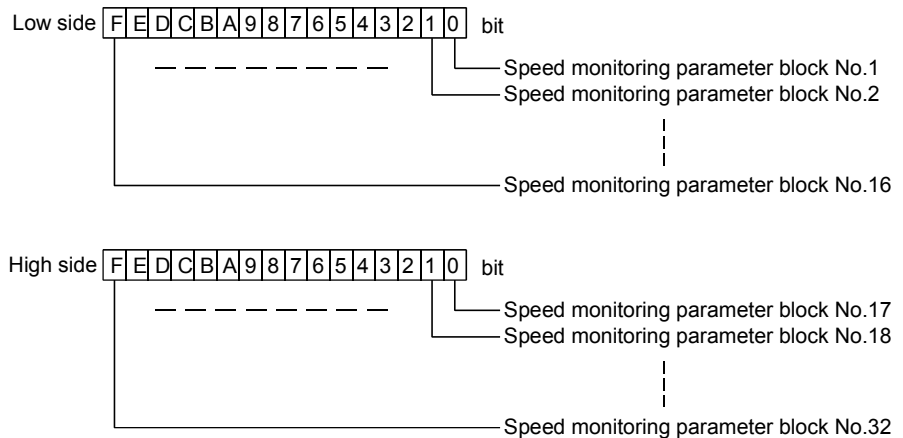 Low side F E D C B A 9 8 7 6 5 4 3 2 1 0 bit
Speed monitoring parameter block No.1
Speed monitoring parameter block No.2
Speed monitoring parameter block No.16
High side F E D C B A 9 8 7 6 5 4 3 2 1 0 bit
Speed monitoring parameter block No.17
Speed monitoring parameter block No.18
Speed monitoring parameter block No.32